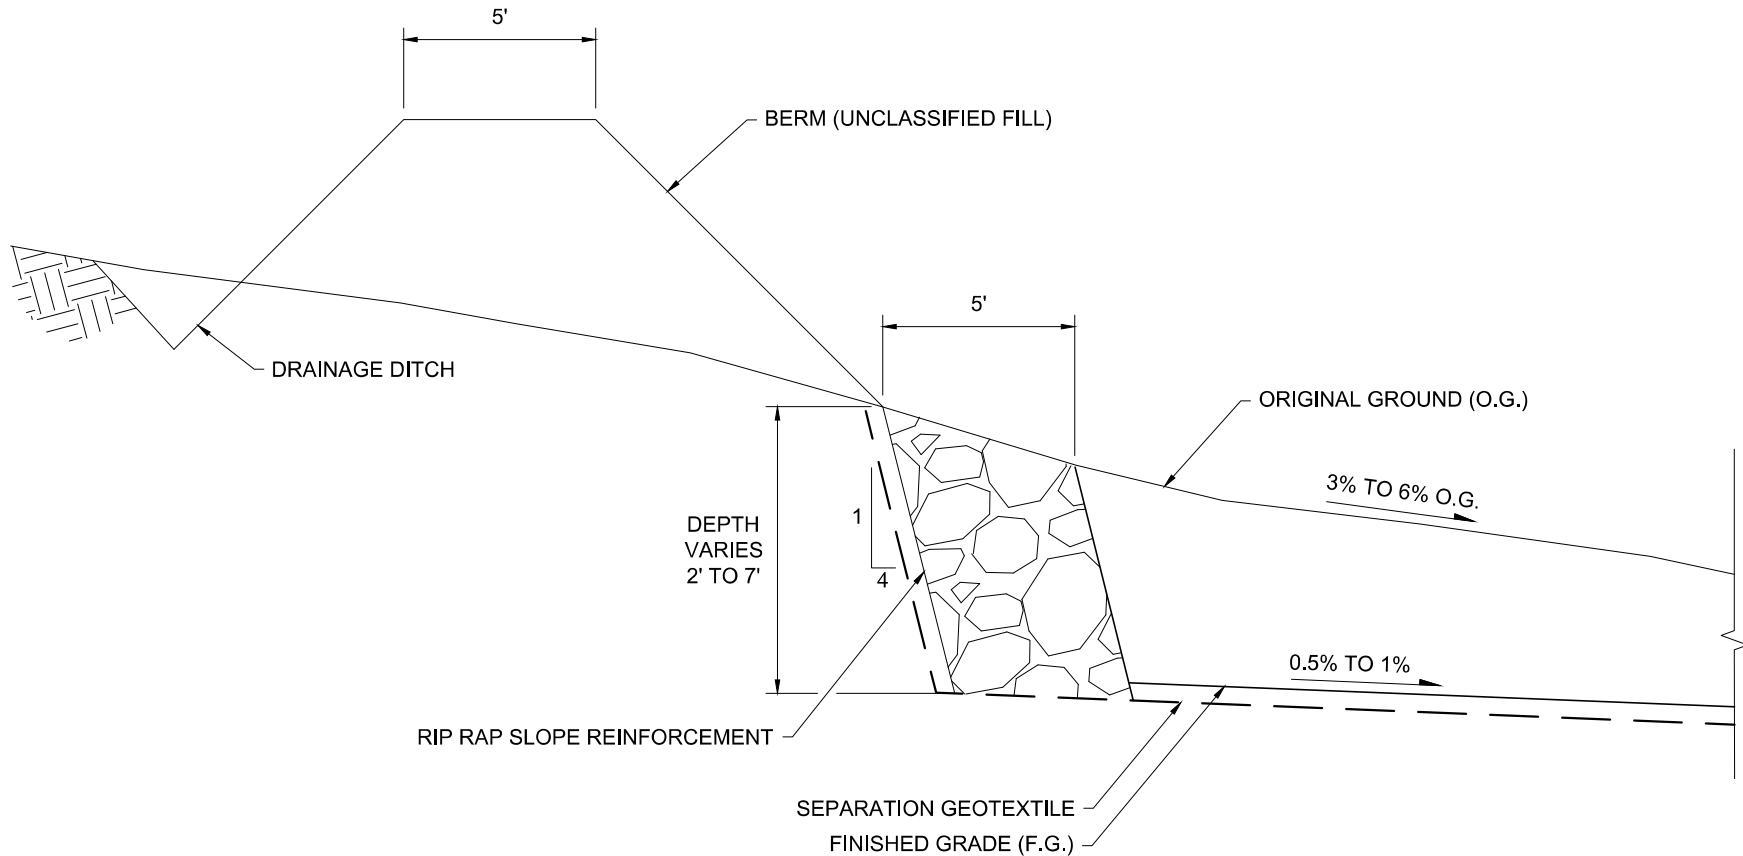 5'
BERM (UNCLASSIFIED FILL)
DRAINAGE DITCH
5'
ORIGINAL GROUND (O.G.)
3% TO 6% O.G.
DEPTH
VARIES
2' TO 7'
1
4
0.5% TO 1%
RIP RAP SLOPE REINFORCEMENT
SEPARATION GEOTEXTILE
FINISHED GRADE (F.G.)